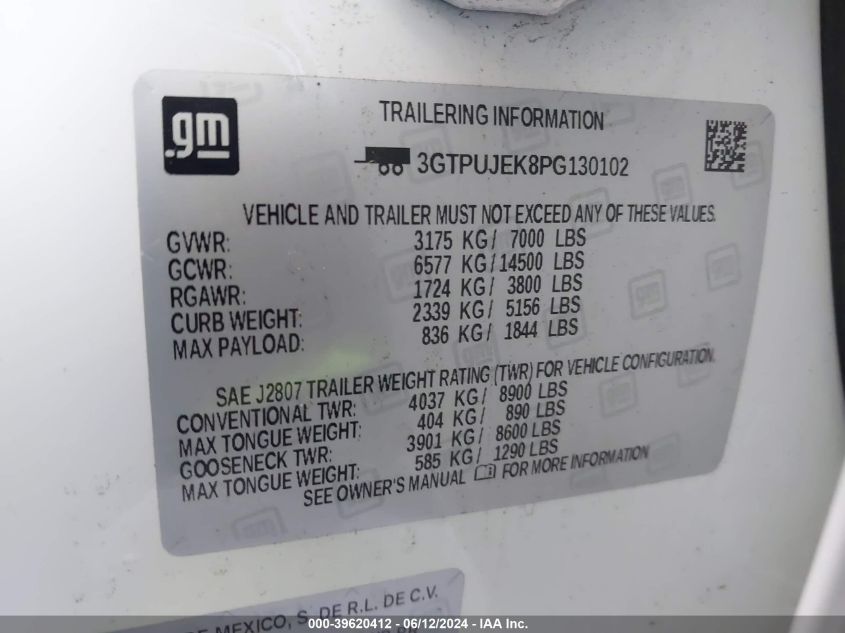 gm
TRAILERING INFORMATION
3GTPUJEK8PG130102
VEHICLE AND TRAILER MUST NOT EXCEED ANY OF THESE VALUES.
GVWR: 3175 KG/ 7000 LBS
GCWR: 6577 KG/14500 LBS
RGAWR: 1724 KG/ 3800 LBS
CURB WEIGHT: 2339 KG/ 5156 LBS
MAX PAYLOAD: 836 KG/ 1844 LBS
SAE J2807 TRAILER WEIGHT RATING (TWR) FOR VEHICLE CONFIGURATION.
CONVENTIONAL TWR: 4037 KG/ 8900 LBS
MAX TONGUE WEIGHT: 404 KG/ 890 LBS
GOOSENECK TWR: 3901 KG/ 8600 LBS
MAX TONGUE WEIGHT: 585 KG/ 1290 LBS
SEE OWNER'S MANUAL FOR MORE INFORMATION
MEXICO, S. DE R.L. DE C.V.
000-39620412 - 06/12/2024 - IAA Inc.